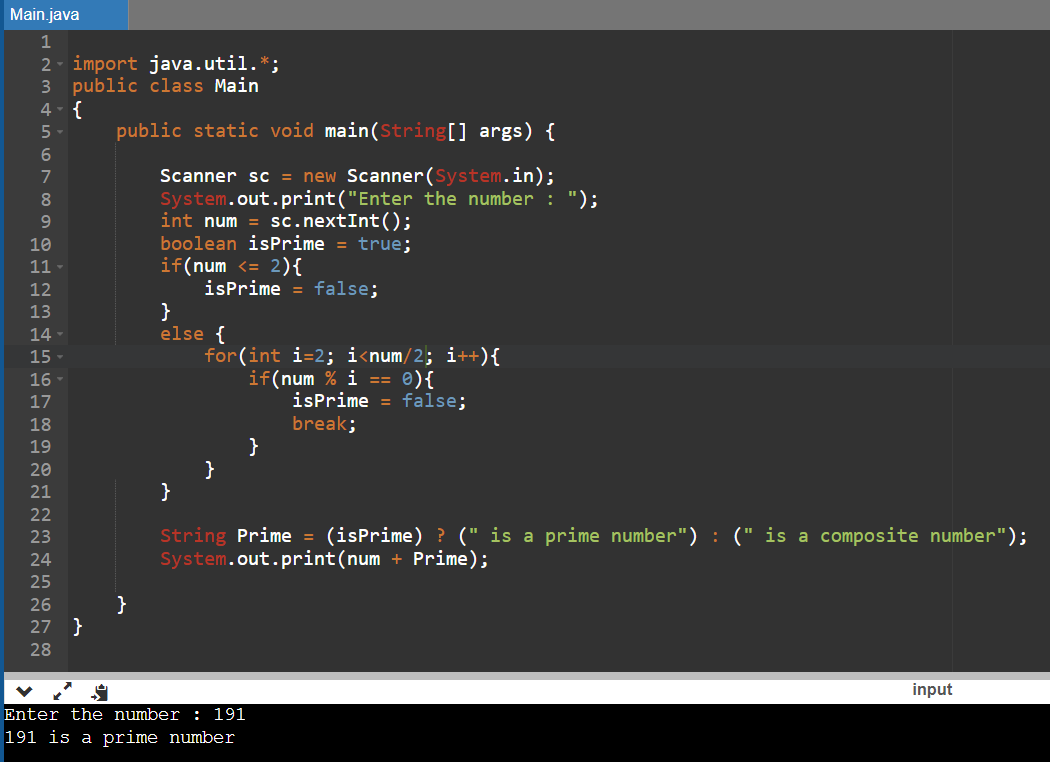 Main.java
1
2 import java.util.*;
3 public class Main
4 {
5     public static void main(String[] args) {
6
7         Scanner sc = new Scanner(System.in);
8         System.out.print("Enter the number : ");
9         int num = sc.nextInt();
10         boolean isPrime = true;
11         if(num <= 2){
12             isPrime = false;
13         }
14         else {
15             for(int i=2; i<num/2; i++){
16                 if(num % i == 0){
17                     isPrime = false;
18                     break;
19                 }
20             }
21         }
22
23         String Prime = (isPrime) ? (" is a prime number") : (" is a composite number");
24         System.out.print(num + Prime);
25
26     }
27 }
28
input
Enter the number : 191
191 is a prime number